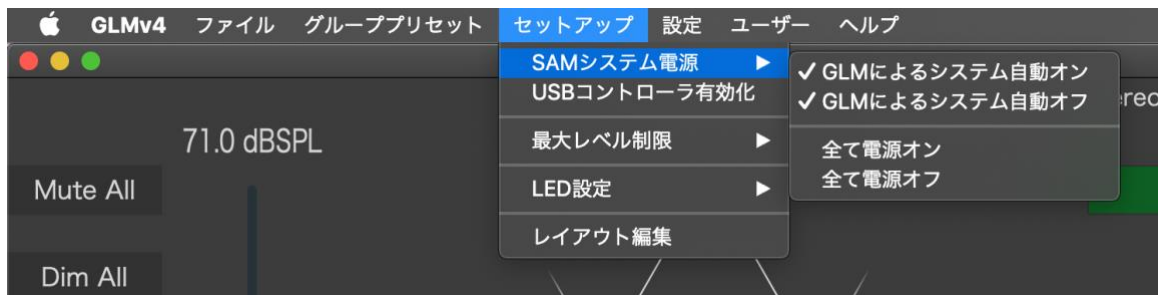 GLMv4 ファイル グループプリセット セットアップ 設定 ユーザー ヘルプ
SAMシステム電源
USBコントローラ有効化
最大レベル制限
LED設定
レイアウト編集
✓ GLMによるシステム自動オン
✓ GLMによるシステム自動オフ
全て電源オン
全て電源オフ
71.0 dBSPL
Mute All
Dim All